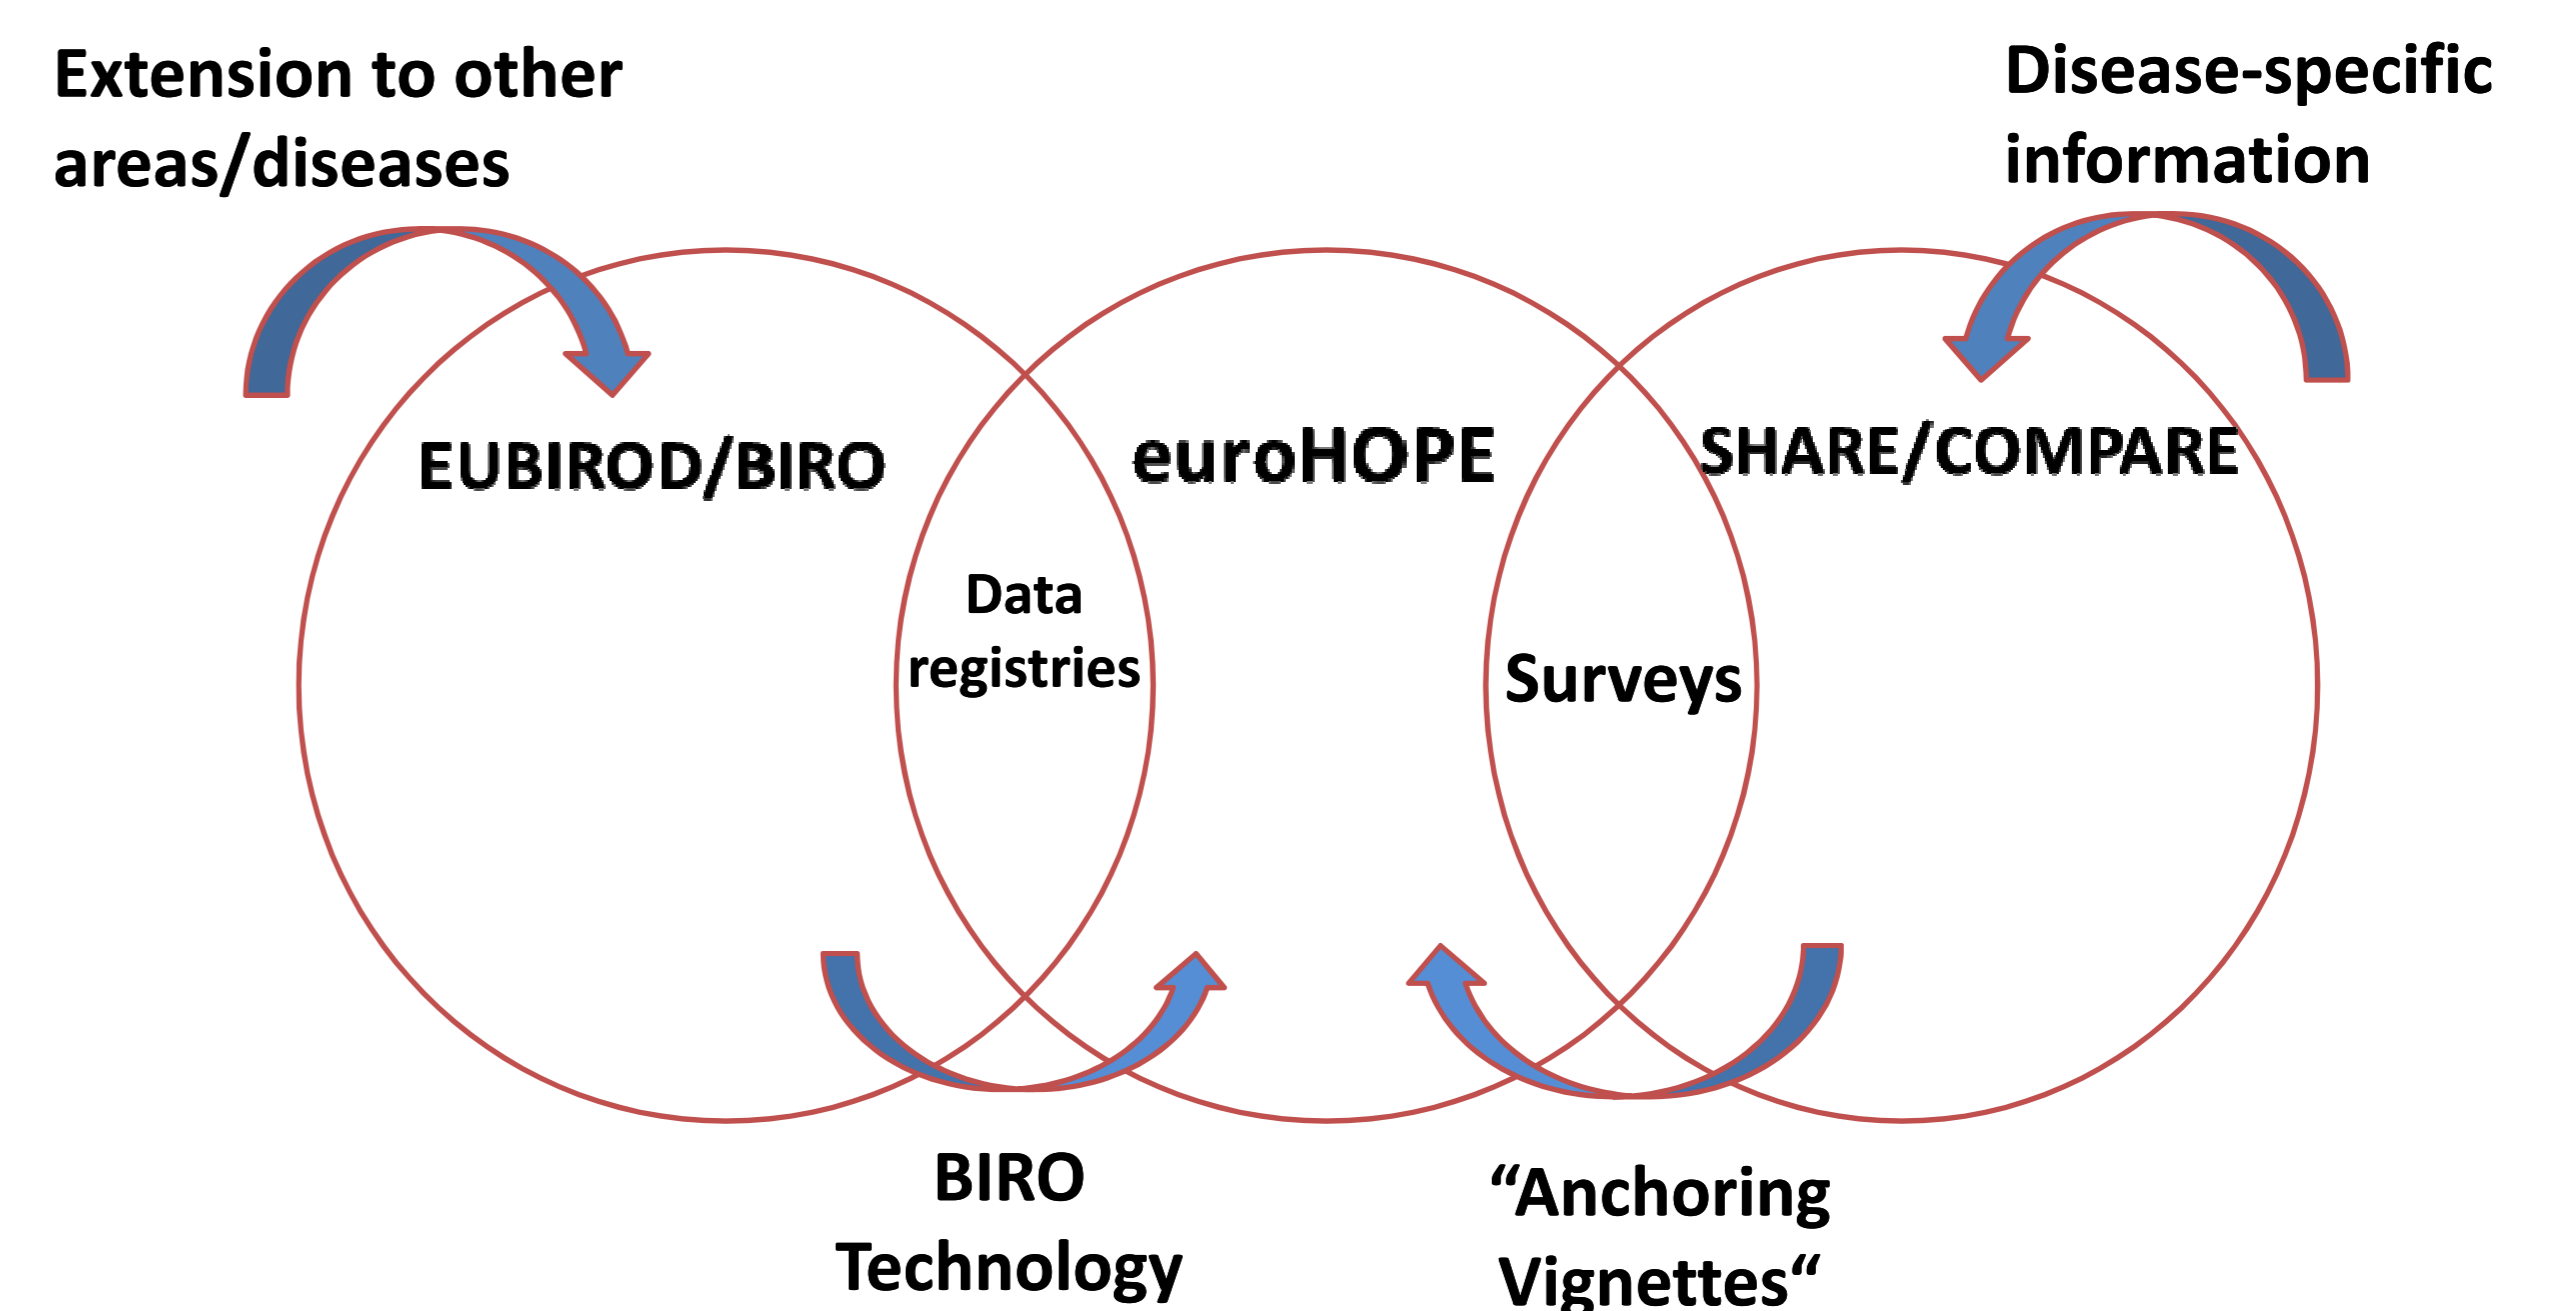 Extension to other
areas/diseases
Disease-specific
information
EUBIROD/BIRO
euroHOPE
SHARE/COMPARE
Data
registries
Surveys
BIRO
Technology
“Anchoring
Vignettes“